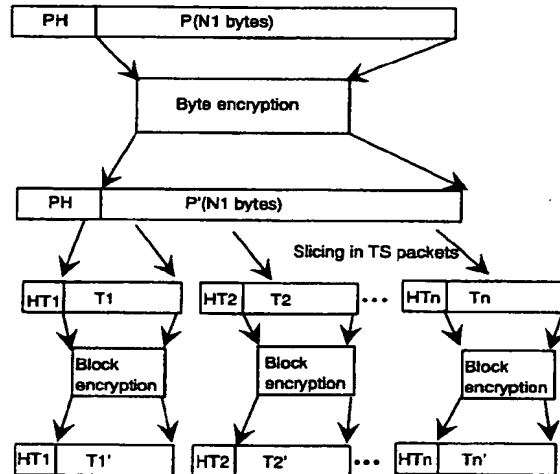 PH P(N1 bytes)
Byte encryption
PH P'(N1 bytes)
Slicing in TS packets
HT1 T1 HT2 T2 ••• HTn Tn
Block encryption Block encryption Block encryption
HT1 T1' HT2 T2' ••• HTn Tn'